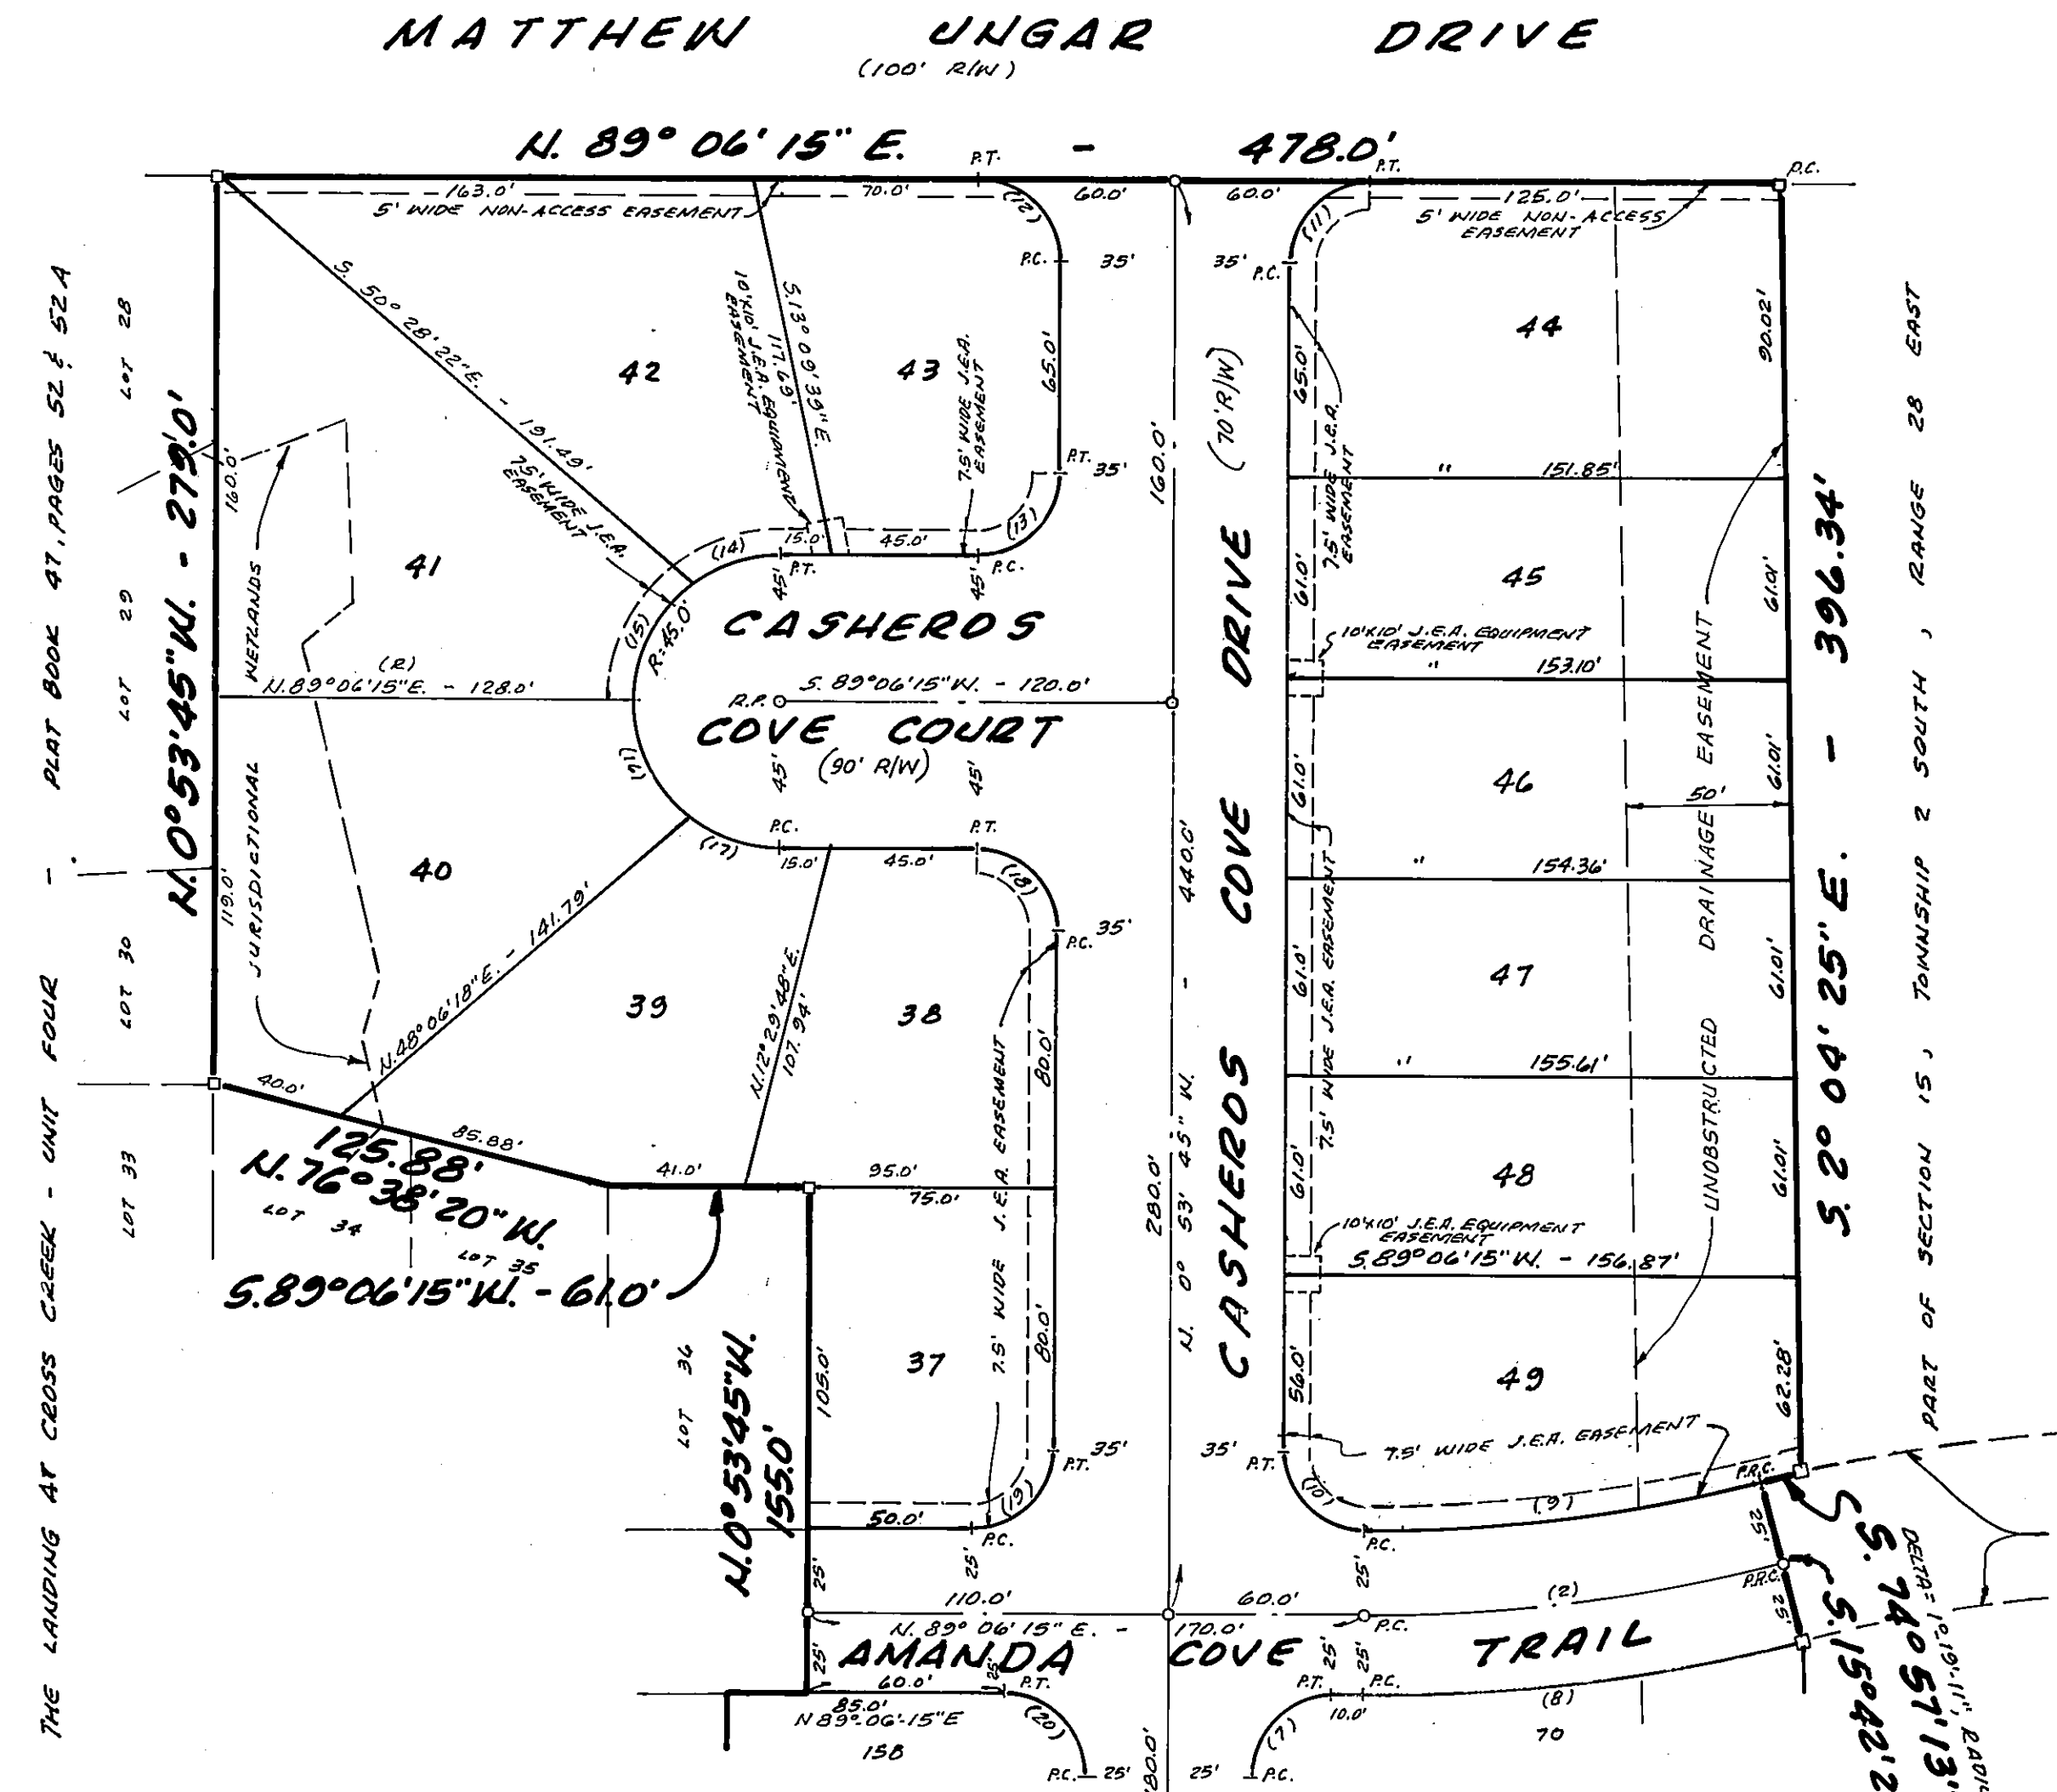 MATTHEW UNGAR DRIVE
(100' R/W)
N. 89° 06' 15" E. - 478.0'
P.T.
P.T.
P.C.
163.0'
70.0'
60.0'
60.0'
125.0'
5' WIDE NON-ACCESS EASEMENT
5' WIDE NON-ACCESS
EASEMENT
(12)
(11)
P.C.
35'
35'
P.C.
S. 50° 28' 22" E. - 191.49'
S. 13° 09' 39" E.
117.69'
10'X10' J.E.A. EQUIPMENT
EASEMENT
42
43
44
7.5' WIDE J.E.A.
EASEMENT
65.0'
65.0'
90.02'
160.0'
(70' R/W)
P.T.
35'
7.5' WIDE J.E.A.
EASEMENT
" 151.85'
PLAT BOOK 47, PAGES 52 & 52A
LOT 28
LOT 29
LOT 30
LOT 33
THE LANDING AT CROSS CREEK - UNIT FOUR -
N. 0° 53' 45" W. - 279.0'
160.0'
119.0'
7.5' WIDE J.E.A.
EASEMENT
(13)
(14)
15.0'
45.0'
P.T.
P.C.
45'
45'
41
45
61.0'
61.01'
WETLANDS
JURISDICTIONAL
(15)
R=45.0'
CASHEROS
COVE COURT
(90' R/W)
10'X10' J.E.A. EQUIPMENT
EASEMENT
" 153.10'
(R)
N. 89° 06' 15" E. - 128.0'
R.P.
S. 89° 06' 15" W. - 120.0'
(16)
45'
45'
46
61.0'
61.01'
50'
P.C.
P.T.
(17)
15.0'
45.0'
(18)
40
" 154.36'
440.0'
35'
P.C.
N. 48° 06' 18" E. - 141.79'
N. 12° 29' 48" E.
107.94'
39
38
47
61.0'
61.01'
7.5' WIDE J.E.A. EASEMENT
7.5' WIDE J.E.A. EASEMENT
80.0'
" 155.61'
CASHEROS COVE DRIVE
N. 0° 53' 45" W.
280.0'
UNOBSTRUCTED DRAINAGE EASEMENT
S. 2° 04' 25" E. - 396.34'
PART OF SECTION 15, TOWNSHIP 2 SOUTH, RANGE 28 EAST
40.0'
85.88'
125.88'
N. 76° 38' 20" W.
LOT 34
LOT 35
41.0'
95.0'
75.0'
48
61.0'
61.01'
10'X10' J.E.A. EQUIPMENT
EASEMENT
S. 89° 06' 15" W. - 156.87'
S. 89° 06' 15" W. - 61.0'
LOT 36
N. 0° 53' 45" W.
155.0'
105.0'
37
80.0'
49
56.0'
62.28'
35'
P.T.
35'
P.T.
7.5' WIDE J.E.A. EASEMENT
P.R.C.
(19)
(10)
(9)
50.0'
P.C.
P.C.
25'
25'
25'
25'
110.0'
60.0'
(2)
P.R.C.
25'
N. 89° 06' 15" E. - 170.0'
P.C.
AMANDA COVE TRAIL
25'
25'
25'
25'
60.0'
P.T.
P.T.
P.C.
85.0'
N 89°-06'-15" E
(20)
(7)
10.0'
(8)
158
70
P.C.
25'
25'
P.C.
S. 74° 57' 13"
DELTA= 10°19'11"
S. 15° 42'